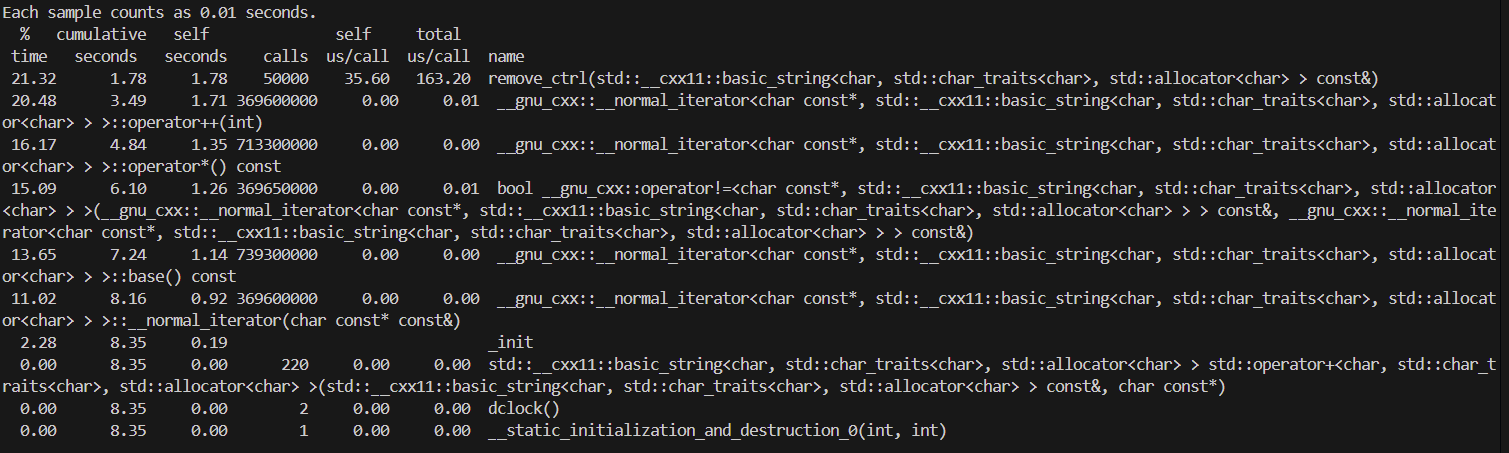 Each sample counts as 0.01 seconds.
  %   cumulative   self              self     total
 time   seconds   seconds    calls  us/call  us/call  name
 21.32      1.78     1.78    50000    35.60   163.20  remove_ctrl(std::__cxx11::basic_string<char, std::char_traits<char>, std::allocator<char> > const&)
 20.48      3.49     1.71 369600000     0.00     0.01  __gnu_cxx::__normal_iterator<char const*, std::__cxx11::basic_string<char, std::char_traits<char>, std::allocat
or<char> > >::operator++(int)
 16.17      4.84     1.35 713300000     0.00     0.00  __gnu_cxx::__normal_iterator<char const*, std::__cxx11::basic_string<char, std::char_traits<char>, std::allocat
or<char> > >::operator*() const
 15.09      6.10     1.26 369650000     0.00     0.01  bool __gnu_cxx::operator!=<char const*, std::__cxx11::basic_string<char, std::char_traits<char>, std::allocator
<char> > >(__gnu_cxx::__normal_iterator<char const*, std::__cxx11::basic_string<char, std::char_traits<char>, std::allocator<char> > > const&, __gnu_cxx::__normal_ite
rator<char const*, std::__cxx11::basic_string<char, std::char_traits<char>, std::allocator<char> > > const&)
 13.65      7.24     1.14 739300000     0.00     0.00  __gnu_cxx::__normal_iterator<char const*, std::__cxx11::basic_string<char, std::char_traits<char>, std::allocat
or<char> > >::base() const
 11.02      8.16     0.92 369600000     0.00     0.00  __gnu_cxx::__normal_iterator<char const*, std::__cxx11::basic_string<char, std::char_traits<char>, std::allocat
or<char> > >::__normal_iterator(char const* const&)
  2.28      8.35     0.19                             _init
  0.00      8.35     0.00      220     0.00     0.00  std::__cxx11::basic_string<char, std::char_traits<char>, std::allocator<char> > std::operator+<char, std::char_t
raits<char>, std::allocator<char> >(std::__cxx11::basic_string<char, std::char_traits<char>, std::allocator<char> > const&, char const*)
  0.00      8.35     0.00        2     0.00     0.00  dclock()
  0.00      8.35     0.00        1     0.00     0.00  __static_initialization_and_destruction_0(int, int)